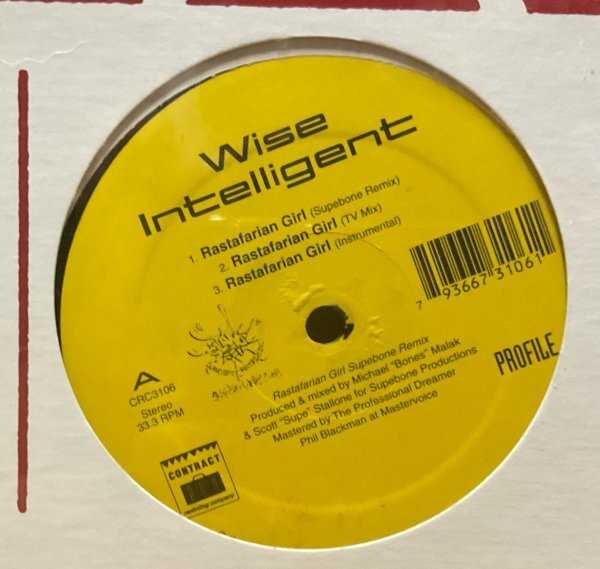 Wise
Intelligent
1. Rastafarian Girl (Supebone Remix)
2. Rastafarian Girl (TV Mix)
3. Rastafarian Girl (Instrumental)
7 93667 31061
A
CRC3106
Stereo
33.3 RPM
Rastafarian Girl Supebone Remix
Produced & mixed by Michael "Bones" Malak
& Scott "Supe" Stallone for Supebone Productions
Mastered by The Professional Dreamer
Phil Blackman at Mastervoice
PROFILE
CONTRACT
recording company